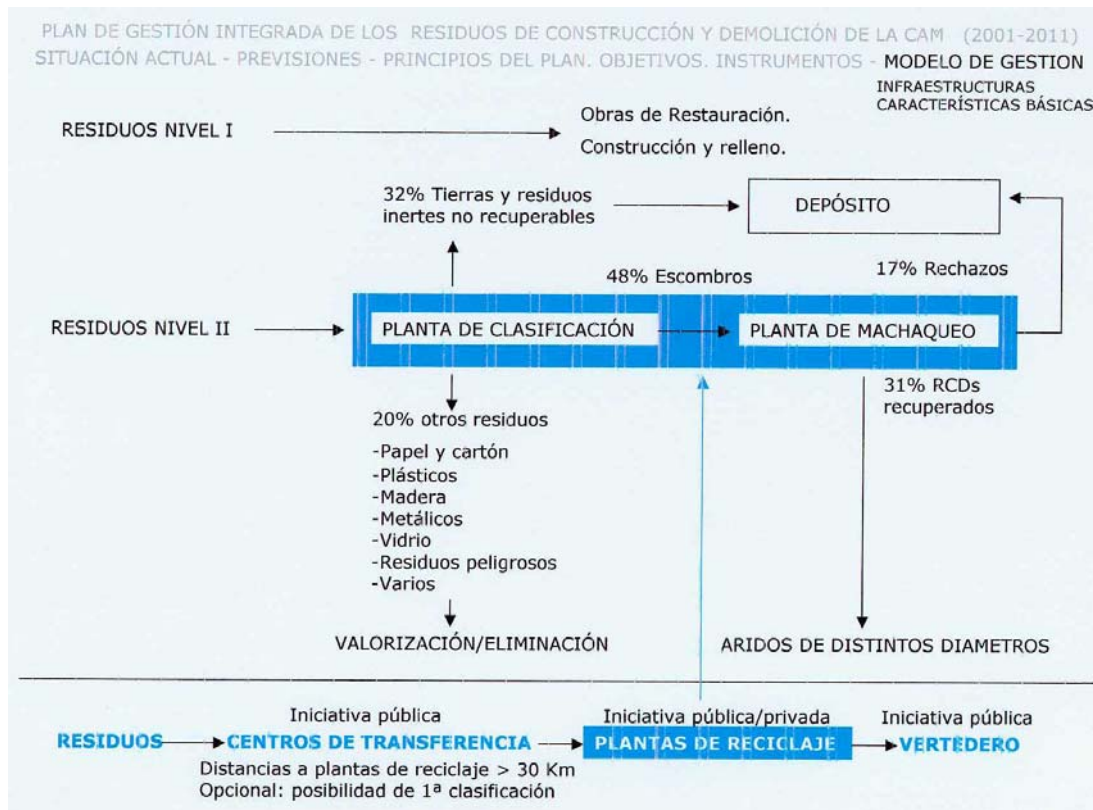 PLAN DE GESTIÓN INTEGRADA DE LOS RESIDUOS DE CONSTRUCCIÓN Y DEMOLICIÓN DE LA CAM (2001-2011)
SITUACIÓN ACTUAL - PREVISIONES - PRINCIPIOS DEL PLAN. OBJETIVOS. INSTRUMENTOS - MODELO DE GESTION
INFRAESTRUCTURAS
CARACTERÍSTICAS BÁSICAS
RESIDUOS NIVEL I
Obras de Restauración.
Construcción y relleno.
32% Tierras y residuos
inertes no recuperables
DEPÓSITO
48% Escombros
17% Rechazos
RESIDUOS NIVEL II
PLANTA DE CLASIFICACIÓN
PLANTA DE MACHAQUEO
31% RCDs
recuperados
20% otros residuos
-Papel y cartón
-Plásticos
-Madera
-Metálicos
-Vidrio
-Residuos peligrosos
-Varios
VALORIZACIÓN/ELIMINACIÓN
ARIDOS DE DISTINTOS DIAMETROS
Iniciativa pública
Iniciativa pública/privada
Iniciativa pública
RESIDUOS
CENTROS DE TRANSFERENCIA
PLANTAS DE RECICLAJE
VERTEDERO
Distancias a plantas de reciclaje > 30 Km
Opcional: posibilidad de 1ª clasificación